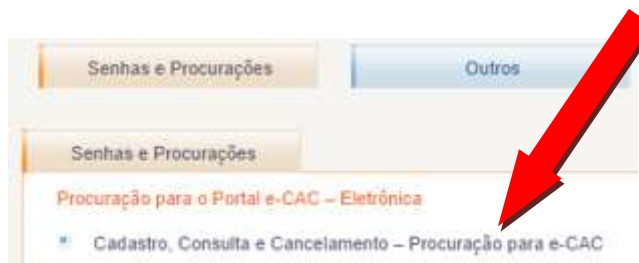 Senhas e Procurações
Outros
Senhas e Procurações
Procuração para o Portal e-CAC – Eletrônica
Cadastro, Consulta e Cancelamento – Procuração para e-CAC